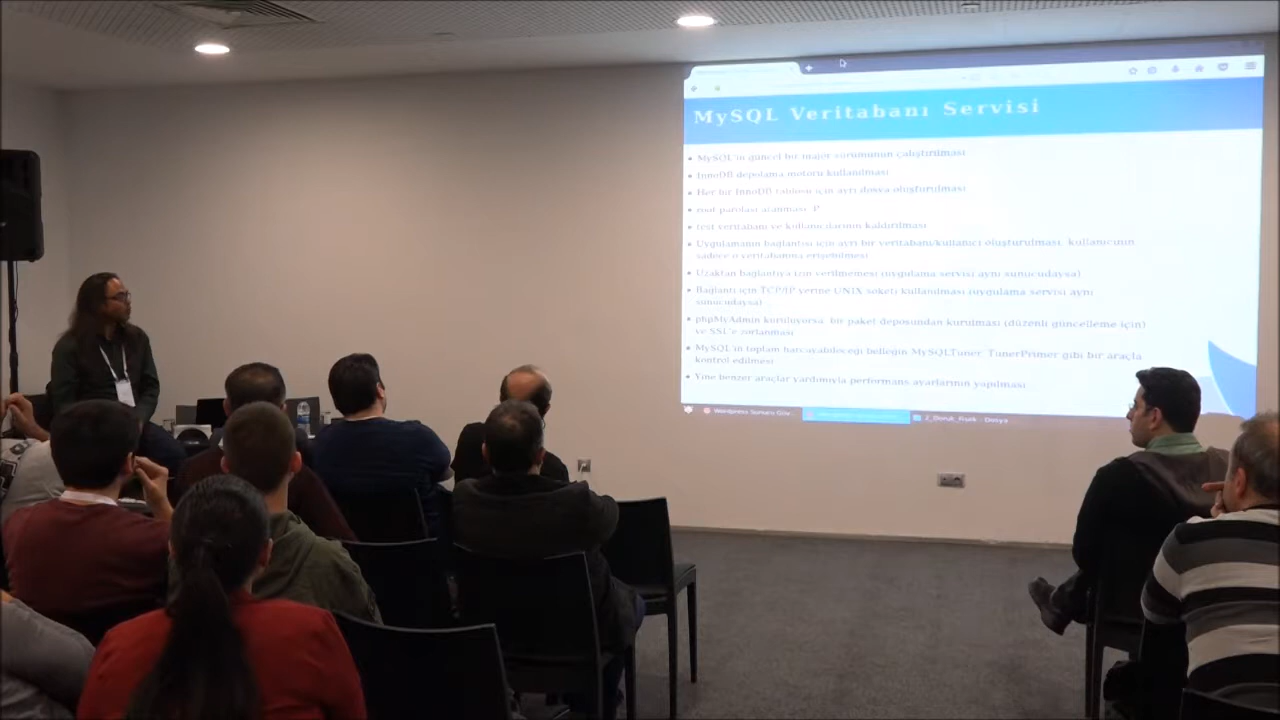 MySQL Veritabanı Servisi
MySQL'in güncel bir major sürümünün çalıştırılması
InnoDB depolama motoru kullanılması
Her bir InnoDB tablosu için ayrı dosya oluşturulması
root parolası atanması :P
test veritabanı ve kullanıcılarının kaldırılması
Uygulamanın bağlantısı için ayrı bir veritabanı/kullanıcı oluşturulması, kullanıcının
sadece o veritabanına erişebilmesi
Uzaktan bağlantıya izin verilmemesi (uygulama servisi aynı sunucudaysa)
Bağlantı için TCP/IP yerine UNIX soketi kullanılması (uygulama servisi aynı
sunucudaysa)
phpMyAdmin kuruluyorsa, bir paket deposundan kurulması (düzenli güncelleme için)
ve SSL'e zorlanması
MySQL'in toplam harcayabileceği belleğin MySQLTuner, TunerPrimer gibi bir araçla
kontrol edilmesi
Yine benzer araçlar yardımıyla performans ayarlarının yapılması
Wordpress Sunucu Güv
Dosya